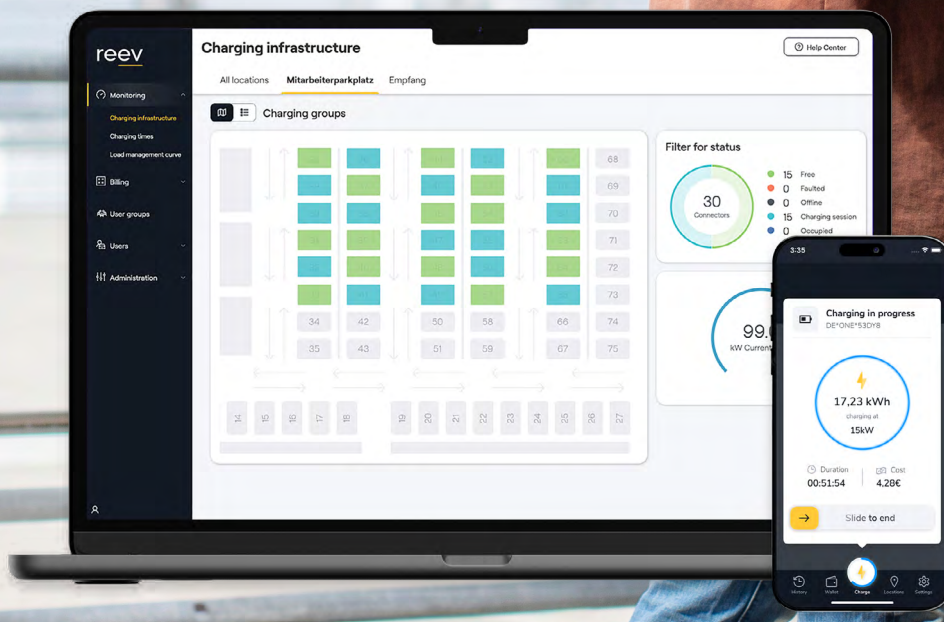 reev
Charging infrastructure
Help Center
All locations Mitarbeiterparkplatz Empfang
Monitoring
Charging infrastructure
Charging times
Load management curve
Billing
User groups
Users
Administration
Charging groups
68
69
70
71
72
73
34 42 50 58 66 74
35 43 51 59 67 75
14 15 16 17 18 19 20 21 22 23 24 25 26 27
Filter for status
30
Connectors
15 Free
0 Faulted
0 Offline
15 Charging session
0 Occupied
99.
kW Current
3:35
Charging in progress
DE*ONE*53DY8
17,23 kWh
charging at
15kW
Duration Cost
00:51:54 4.28€
Slide to end
History Wallet Charge Locations Settings